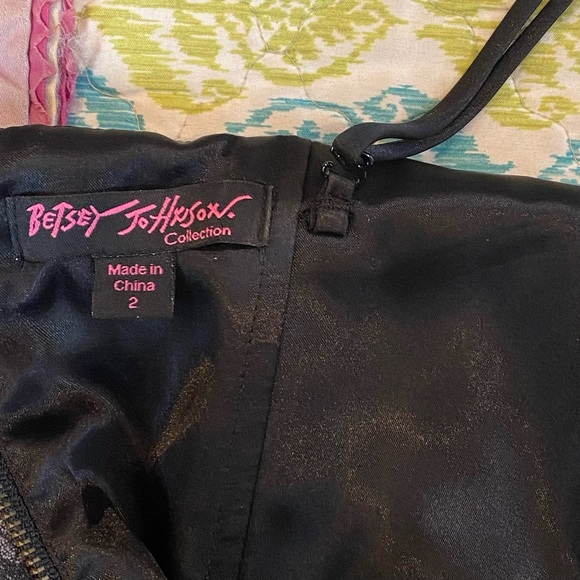 BETSEY JOHNSON.
Collection
Made in
China
2